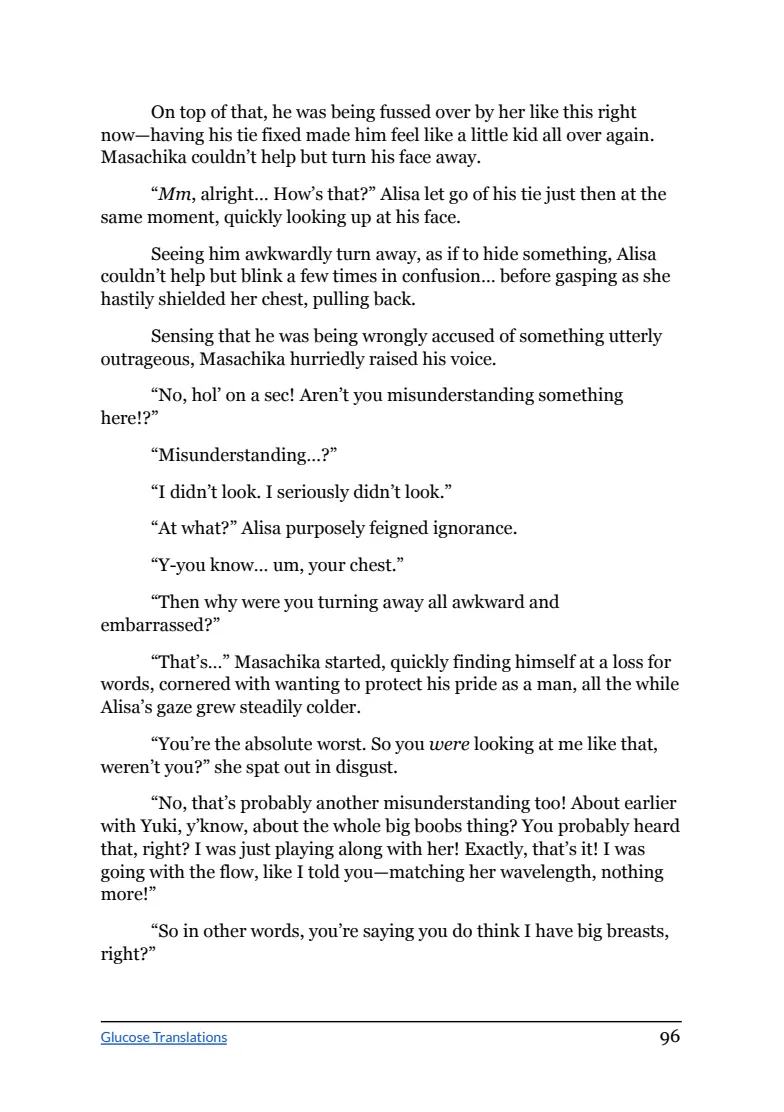 On top of that, he was being fussed over by her like this right
now—having his tie fixed made him feel like a little kid all over again.
Masachika couldn’t help but turn his face away.
“Mm, alright... How’s that?” Alisa let go of his tie just then at the
same moment, quickly looking up at his face.
Seeing him awkwardly turn away, as if to hide something, Alisa
couldn’t help but blink a few times in confusion... before gasping as she
hastily shielded her chest, pulling back.
Sensing that he was being wrongly accused of something utterly
outrageous, Masachika hurriedly raised his voice.
“No, hol’ on a sec! Aren’t you misunderstanding something
here!?”
“Misunderstanding...?”
“I didn’t look. I seriously didn’t look.”
“At what?” Alisa purposely feigned ignorance.
“Y-you know... um, your chest.”
“Then why were you turning away all awkward and
embarrassed?”
“That’s...” Masachika started, quickly finding himself at a loss for
words, cornered with wanting to protect his pride as a man, all the while
Alisa’s gaze grew steadily colder.
“You’re the absolute worst. So you were looking at me like that,
weren’t you?” she spat out in disgust.
“No, that’s probably another misunderstanding too! About earlier
with Yuki, y’know, about the whole big boobs thing? You probably heard
that, right? I was just playing along with her! Exactly, that’s it! I was
going with the flow, like I told you—matching her wavelength, nothing
more!”
“So in other words, you’re saying you do think I have big breasts,
right?”
Glucose Translations
96